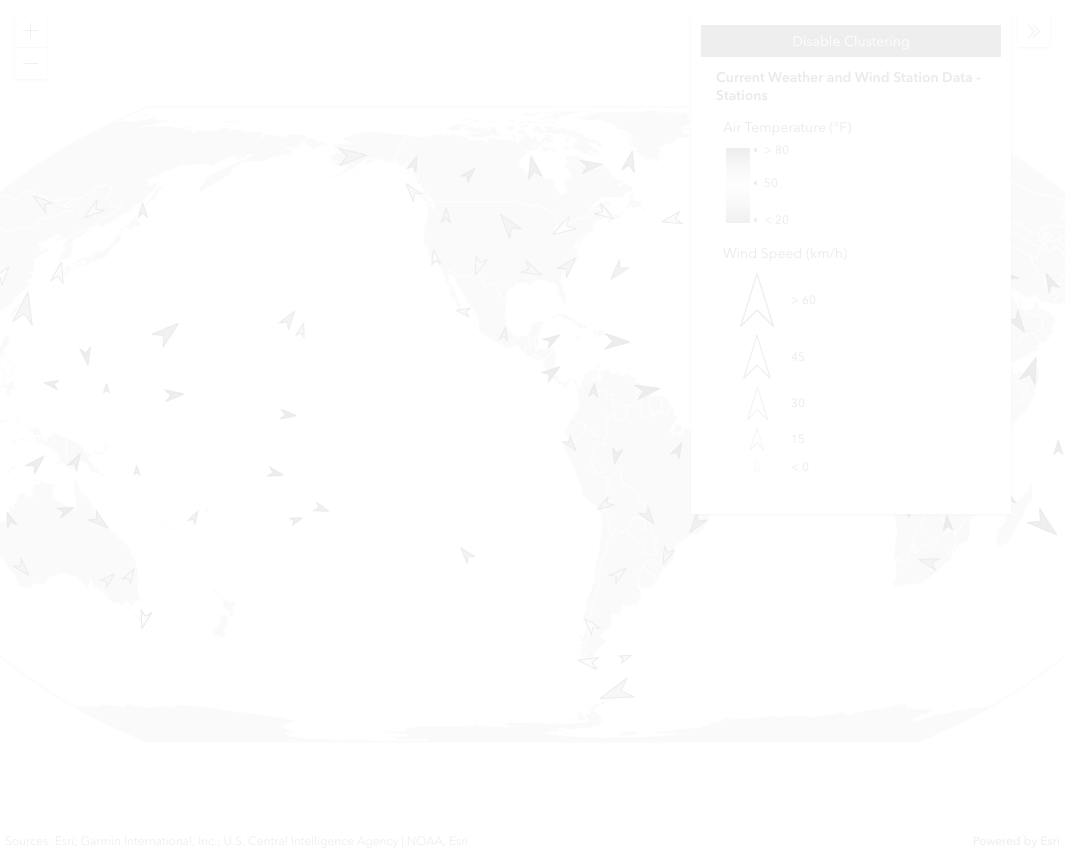 Disable Clustering
Current Weather and Wind Station Data -
Stations
Air Temperature (°F)
> 80
50
< 20
Wind Speed (km/h)
> 60
45
30
15
< 0
Sources: Esri; Garmin International, Inc.; U.S. Central Intelligence Agency | NOAA, Esri
Powered by Esri